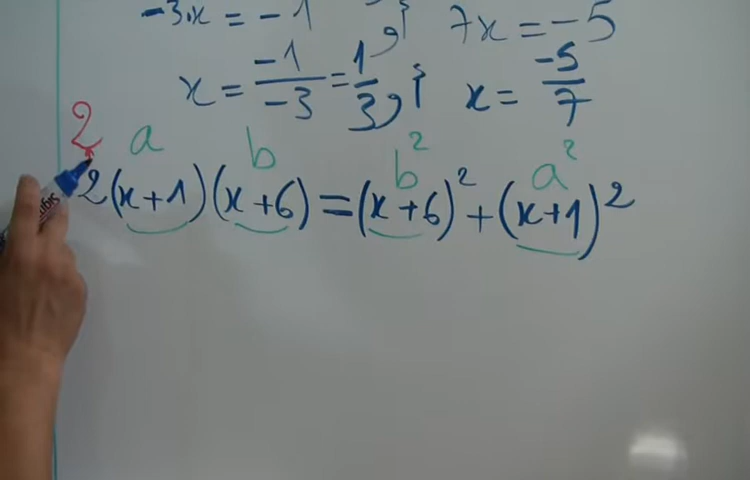 -3x = -1 ; 7x = -5
x = -1/-3 = 1/3 ; x = -5/7
2 a b b² a²
2(x+1)(x+6) = (x+6)² + (x+1)²